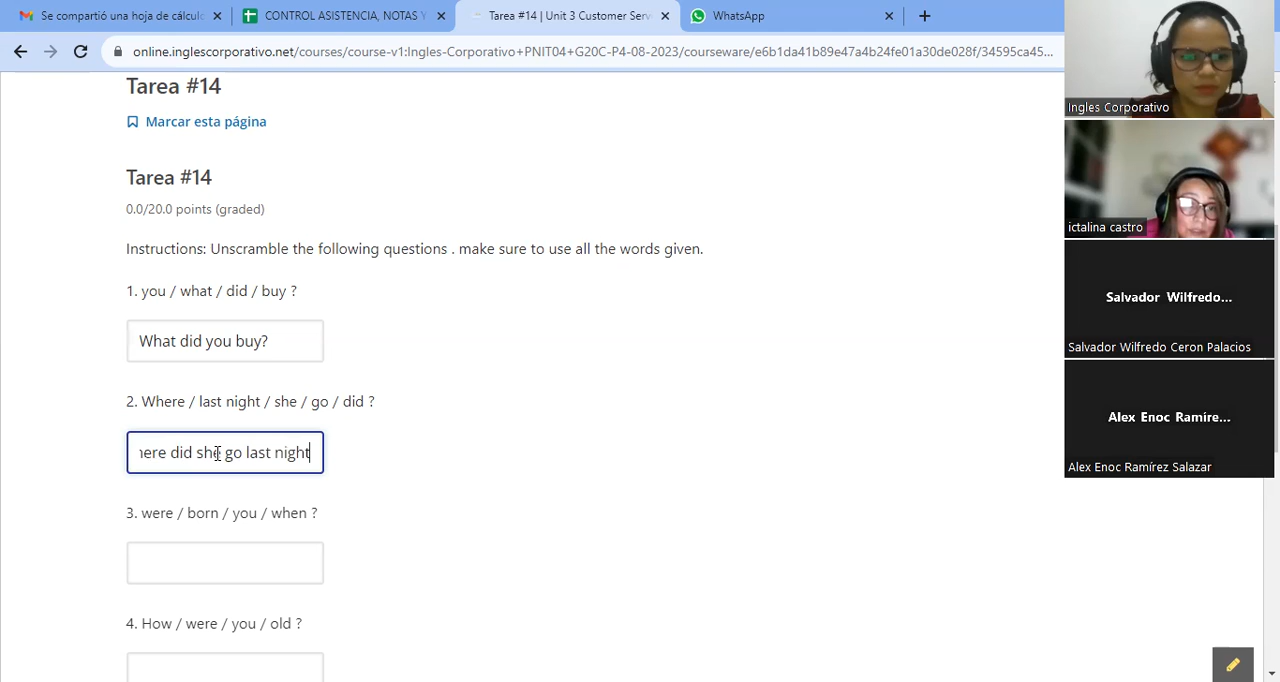 Se compartió una hoja de cálculo
CONTROL ASISTENCIA, NOTAS Y
Tarea #14 | Unit 3 Customer Serv
WhatsApp
online.inglescorporativo.net/courses/course-v1:Ingles-Corporativo+PNIT04+G20C-P4-08-2023/courseware/e6b1da41b89e47a4b24fe01a30de028f/34595ca45...
Tarea #14
Marcar esta página
Tarea #14
0.0/20.0 points (graded)
Instructions: Unscramble the following questions . make sure to use all the words given.
1. you / what / did / buy ?
What did you buy?
2. Where / last night / she / go / did ?
here did she go last night
3. were / born / you / when ?
4. How / were / you / old ?
Ingles Corporativo
ictalina castro
Salvador Wilfredo...
Salvador Wilfredo Ceron Palacios
Alex Enoc Ramíre...
Alex Enoc Ramírez Salazar